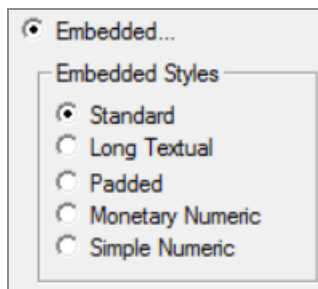 Embedded...
Embedded Styles
Standard
Long Textual
Padded
Monetary Numeric
Simple Numeric